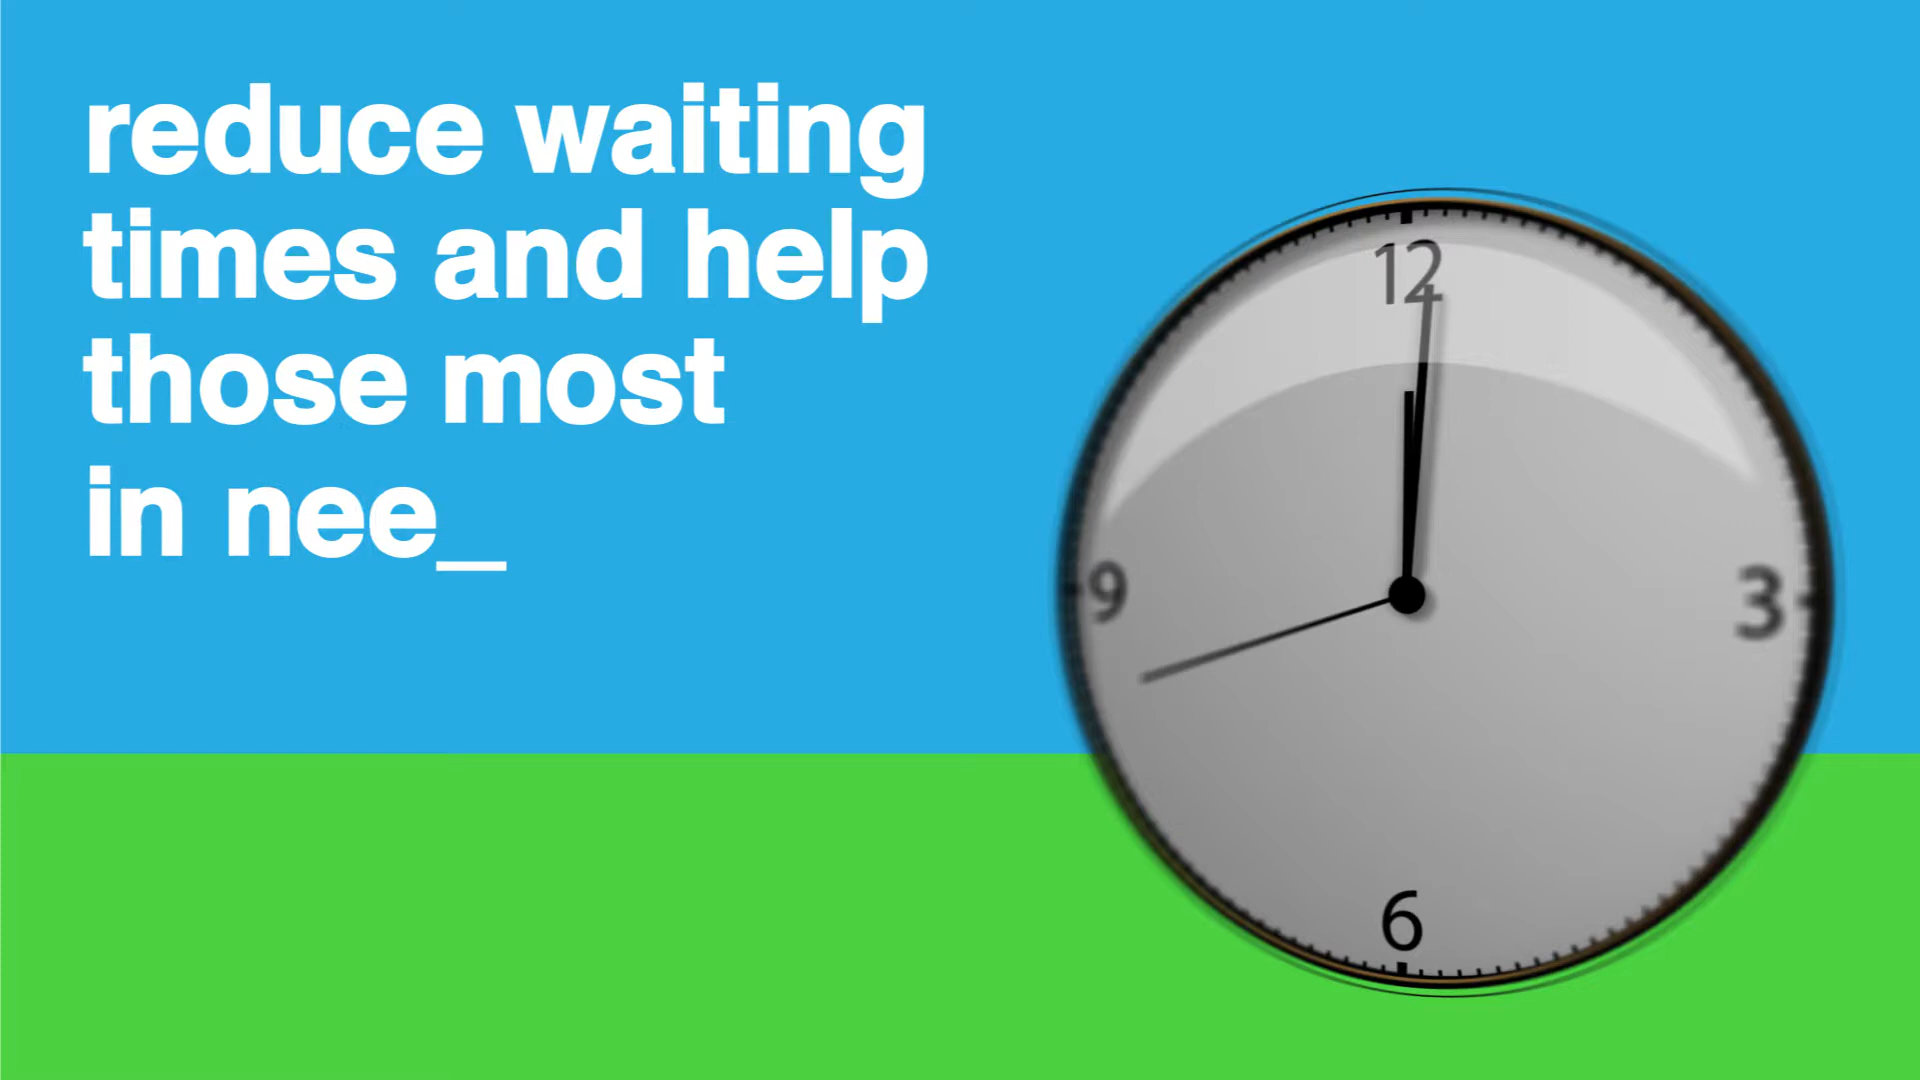 reduce waiting
times and help
those most
in nee_
12
9
3
6